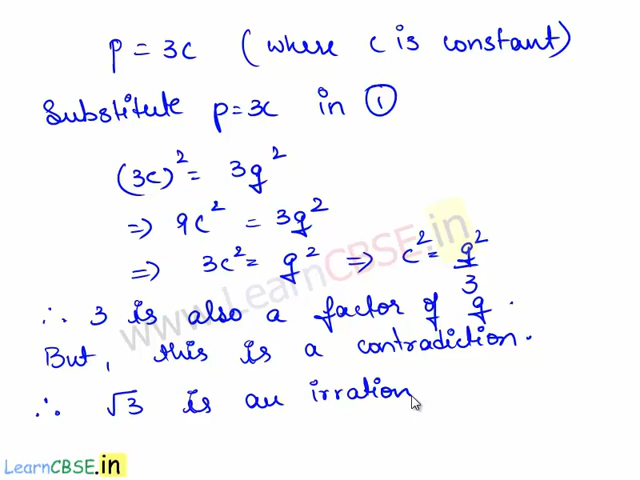 p = 3c (where c is constant)
Substitute p=3c in ①
(3c)² = 3q²
⇒ 9c² = 3q²
⇒ 3c² = q² ⇒ c² = q²/3
∴ 3 is also a factor of q.
But, this is a contradiction.
∴ √3 is an irration
www.LearnCBSE.in
LearnCBSE.in